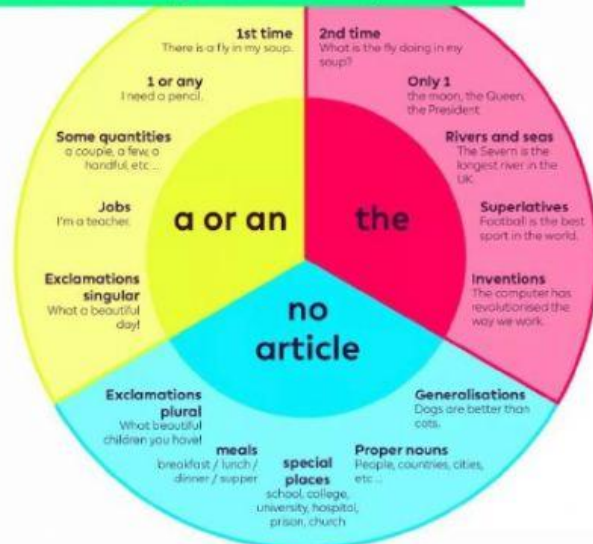 1st time
There is a fly in my soup.
1 or any
I need a pencil.
Some quantities
a couple, a few, a
handful, etc ...
Jobs
I'm a teacher.
Exclamations
singular
What a beautiful
day!
a or an
2nd time
What is the fly doing in my
soup?
Only 1
the moon, the Queen,
the President
Rivers and seas
The Severn is the
longest river in the
UK
Superlatives
Football is the best
sport in the world.
Inventions
The computer has
revolutionised the
way we work.
the
no
article
Exclamations
plural
What beautiful
children you have!
meals
breakfast / lunch /
dinner / supper
special
places
school, college,
university, hospital,
prison, church
Proper nouns
People, countries, cities,
etc ...
Generalisations
Dogs are better than
cats.